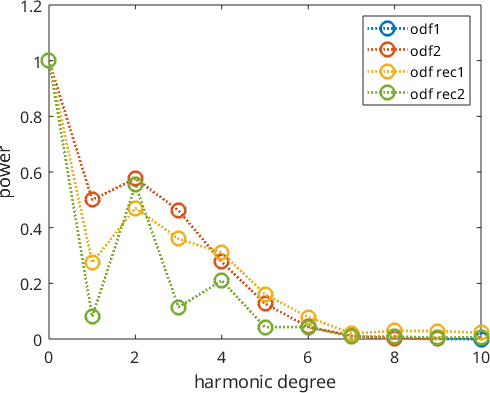 1.2
1
0.8
0.6
0.4
0.2
0
power
0 2 4 6 8 10
harmonic degree
odf1
odf2
odf rec1
odf rec2